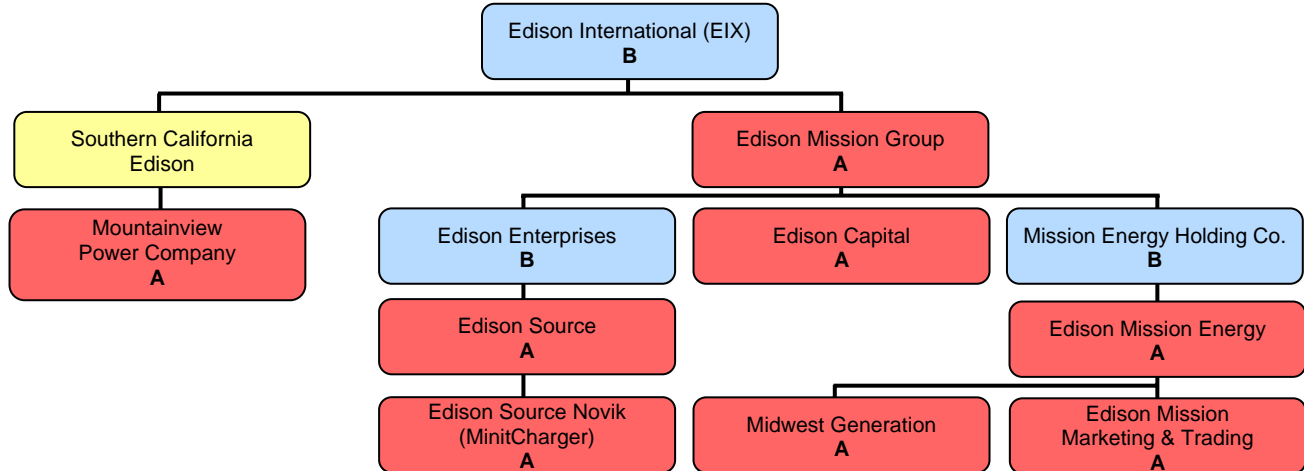 Edison International (EIX)
B
Southern California
Edison
Edison Mission Group
A
Mountainview
Power Company
A
Edison Enterprises
B
Edison Capital
A
Mission Energy Holding Co.
B
Edison Source
A
Edison Mission Energy
A
Edison Source Novik
(MinitCharger)
A
Midwest Generation
A
Edison Mission
Marketing & Trading
A